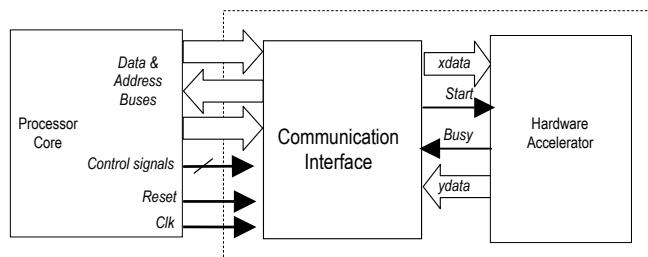 Data &
Address
Buses
Processor
Core
Control signals
Reset
Clk
Communication
Interface
xdata
Start
Busy
ydata
Hardware
Accelerator